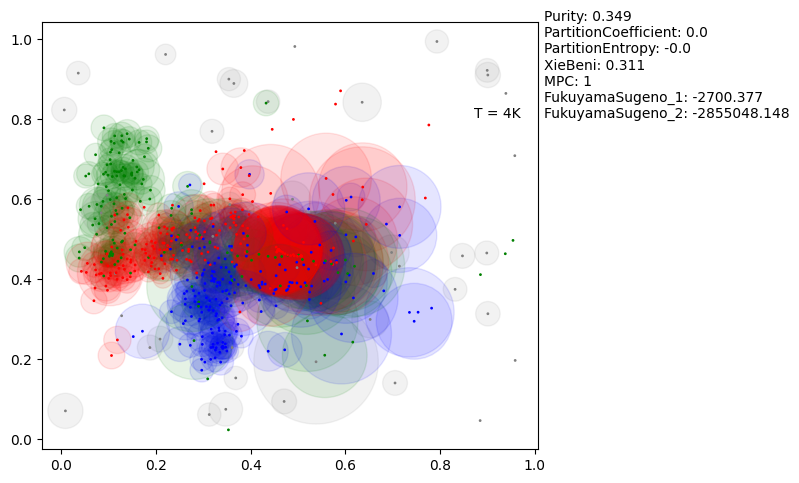 Purity: 0.349
PartitionCoefficient: 0.0
PartitionEntropy: -0.0
XieBeni: 0.311
MPC: 1
FukuyamaSugeno_1: -2700.377
FukuyamaSugeno_2: -2855048.148
T = 4K
1.0
0.8
0.6
0.4
0.2
0.0
0.0 0.2 0.4 0.6 0.8 1.0